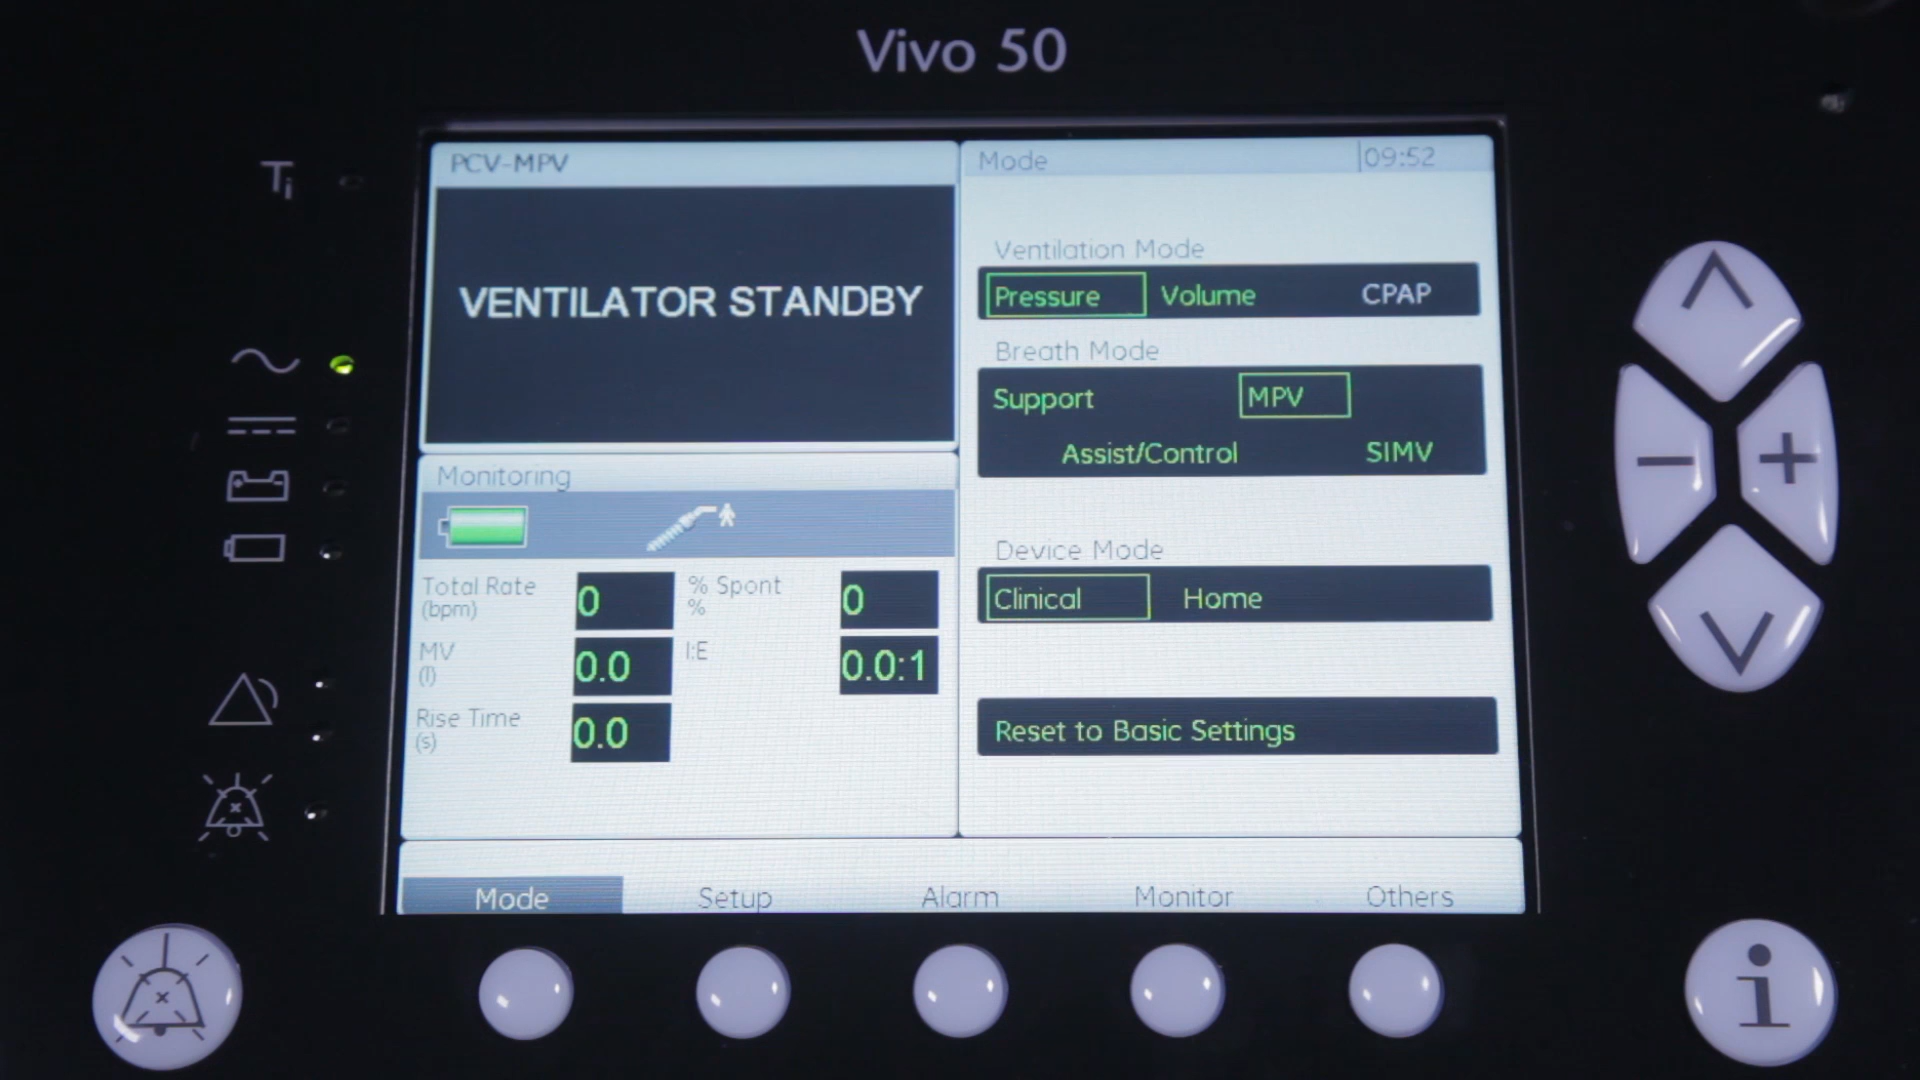 Vivo 50
PCV-MPV
VENTILATOR STANDBY
Monitoring
Total Rate
(bpm)
0
% Spont
%
0
MV
(l)
0.0
I:E
0.0:1
Rise Time
(s)
0.0
Mode
09:52
Ventilation Mode
Pressure Volume CPAP
Breath Mode
Support MPV
Assist/Control SIMV
Device Mode
Clinical Home
Reset to Basic Settings
Mode Setup Alarm Monitor Others
Ti
i